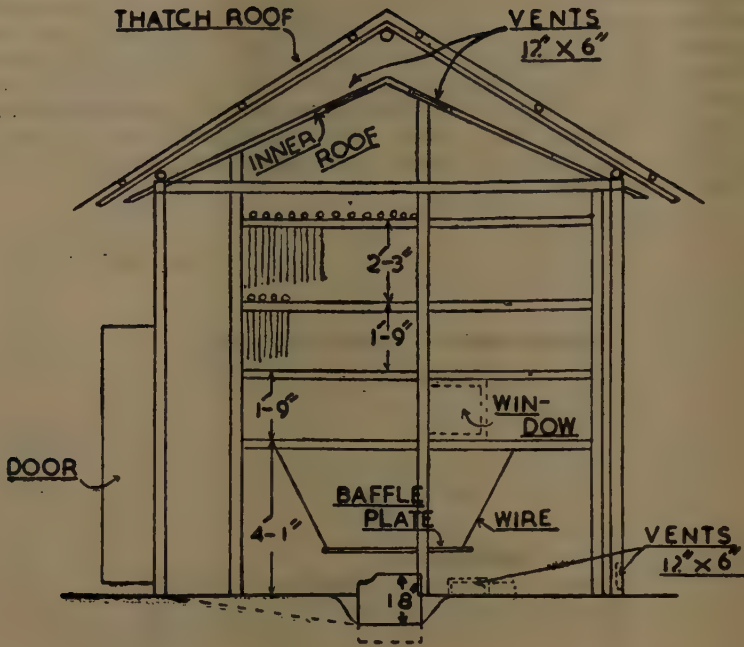 THATCH ROOF
VENTS
12" X 6"
INNER
ROOF
2'-3"
1'-9"
1'-9"
WIN-
DOW
DOOR
BAFFLE
PLATE
WIRE
4'-1"
VENTS
12" X 6"
18"